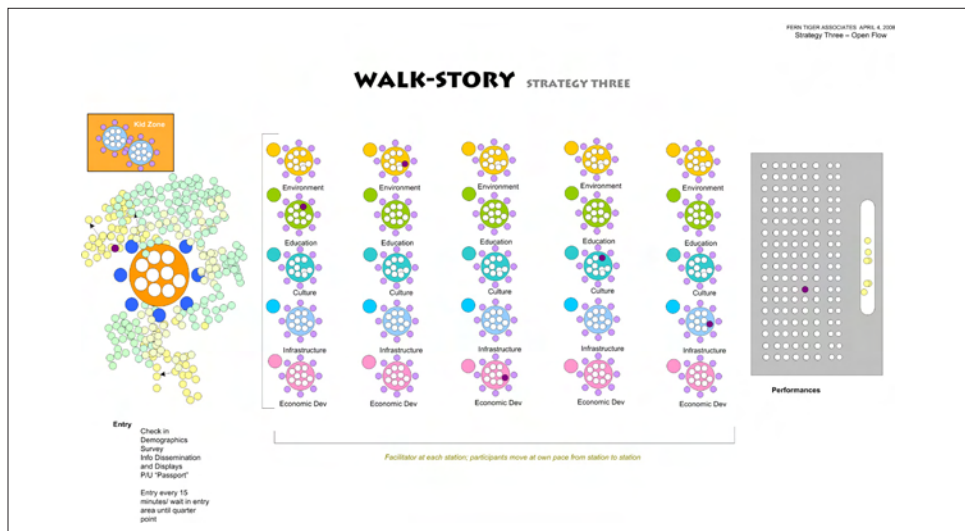 FERN TIGER ASSOCIATES APRIL 4, 2008
Strategy Three – Open Flow
WALK-STORY STRATEGY THREE
Kid Zone
Environment Environment Environment Environment Environment
Education Education Education Education Education
Culture Culture Culture Culture Culture
Infrastructure Infrastructure Infrastructure Infrastructure Infrastructure
Economic Dev Economic Dev Economic Dev Economic Dev Economic Dev
Performances
Entry
Check in
Demographics
Survey
Info Dissemination
and Displays
P/U "Passport"
Entry every 15
minutes/ wait in entry
area until quarter
point
Facilitator at each station; participants move at own pace from station to station